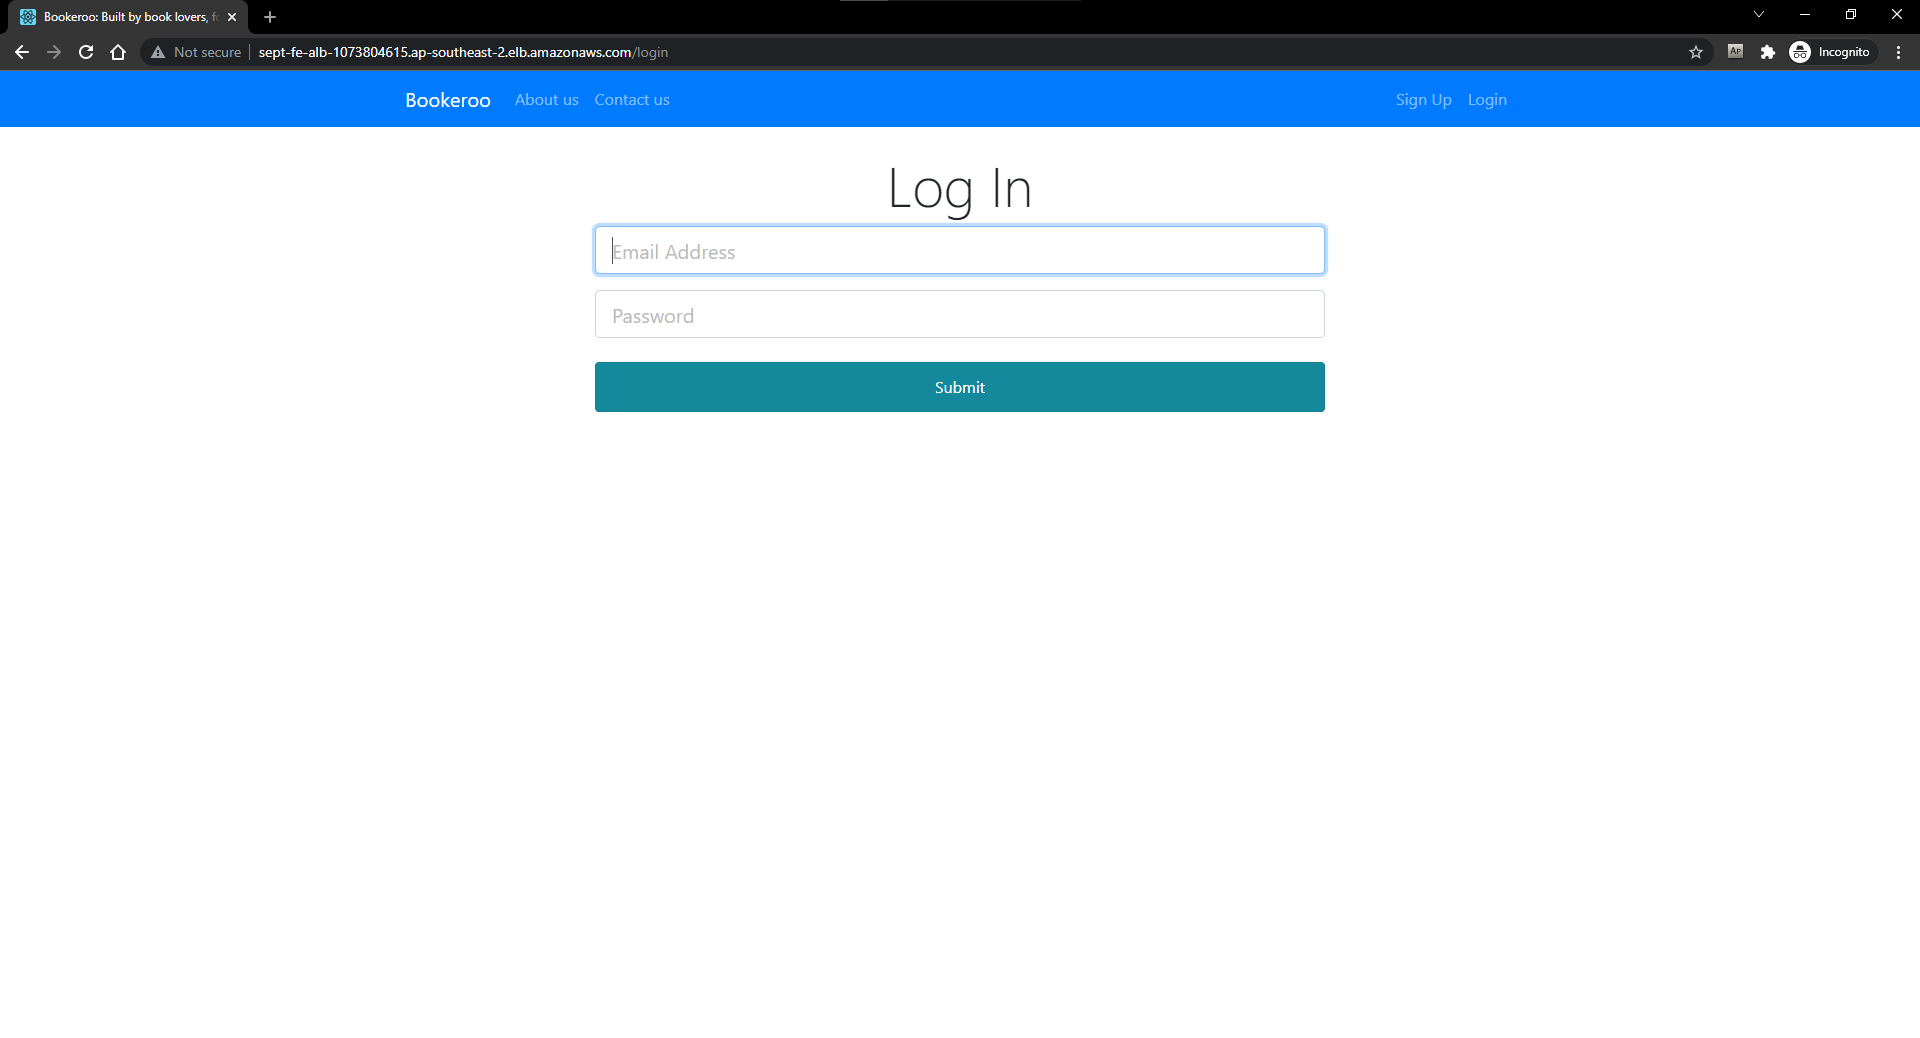 Bookeroo: Built by book lovers, f
Not secure sept-fe-alb-1073804615.ap-southeast-2.elb.amazonaws.com/login AP Incognito
Bookeroo About us Contact us Sign Up Login
Log In
Email Address
Password
Submit